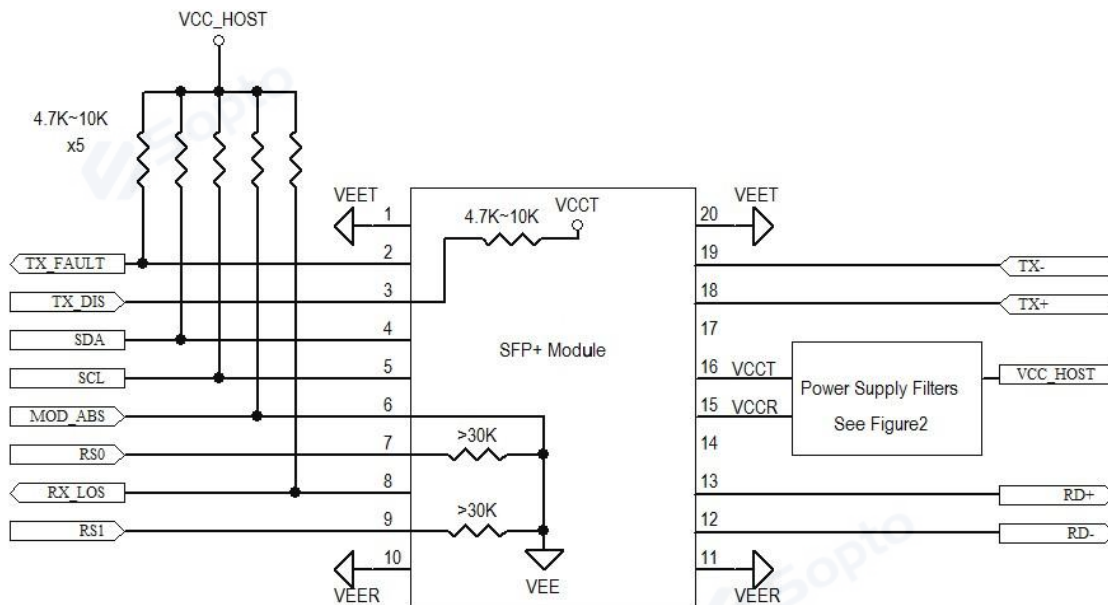 VCC_HOST
4.7K~10K
x5
VEET
1
TX_FAULT
2
TX_DIS
3
SDA
4
SCL
5
MOD_ABS
6
RS0
7
RX_LOS
8
RS1
9
10
VEER
4.7K~10K
VCCT
SFP+ Module
>30K
>30K
VEE
VEET
20
19
TX-
18
TX+
17
16
VCCT
15
VCCR
Power Supply Filters
See Figure2
VCC_HOST
14
13
RD+
12
RD-
11
VEER
Sopto
Sopto